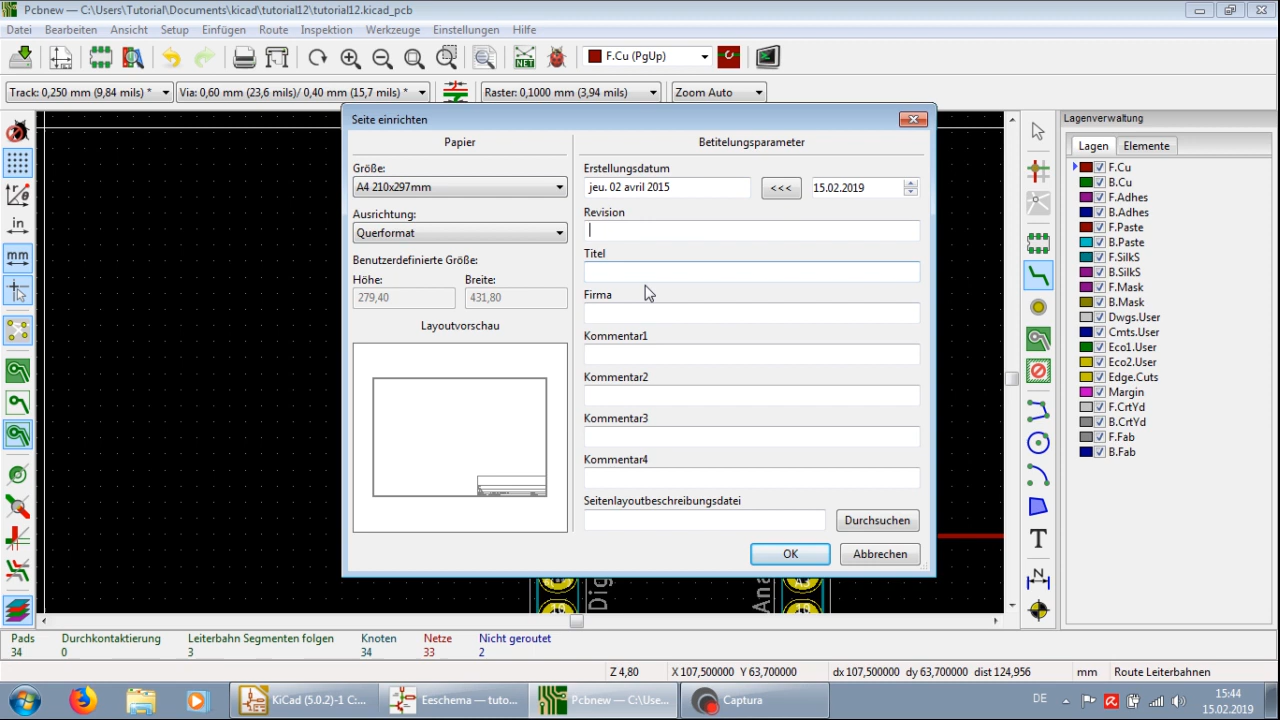 Pcbnew — C:\Users\Tutorial\Documents\kicad\tutorial12\tutorial12.kicad_pcb
Datei Bearbeiten Ansicht Setup Einfügen Route Inspektion Werkzeuge Einstellungen Hilfe
NET
F.Cu (PgUp)
Track: 0,250 mm (9,84 mils) *
Via: 0,60 mm (23,6 mils)/ 0,40 mm (15,7 mils) *
Raster: 0,1000 mm (3,94 mils)
Zoom Auto
in
mm
Seite einrichten
Papier
Größe:
A4 210x297mm
Ausrichtung:
Querformat
Benutzerdefinierte Größe:
Höhe: Breite:
279,40 431,80
Layoutvorschau
Betitelungsparameter
Erstellungsdatum
jeu. 02 avril 2015 <<< 15.02.2019
Revision
Titel
Firma
Kommentar1
Kommentar2
Kommentar3
Kommentar4
Seitenlayoutbeschreibungsdatei
Durchsuchen
OK Abbrechen
Lagenverwaltung
Lagen Elemente
F.Cu
B.Cu
F.Adhes
B.Adhes
F.Paste
B.Paste
F.SilkS
B.SilkS
F.Mask
B.Mask
Dwgs.User
Cmts.User
Eco1.User
Eco2.User
Edge.Cuts
Margin
F.CrtYd
B.CrtYd
F.Fab
B.Fab
T
N
Dig
Ana
Pads Durchkontaktierung Leiterbahn Segmenten folgen Knoten Netze Nicht geroutet
34 0 3 34 33 2
Z 4,80 X 107,500000 Y 63,700000 dx 107,500000 dy 63,700000 dist 124,956 mm Route Leiterbahnen
KiCad (5.0.2)-1 C:...
Eeschema — tuto...
Pcbnew — C:\Use...
Captura
DE
15:44
15.02.2019